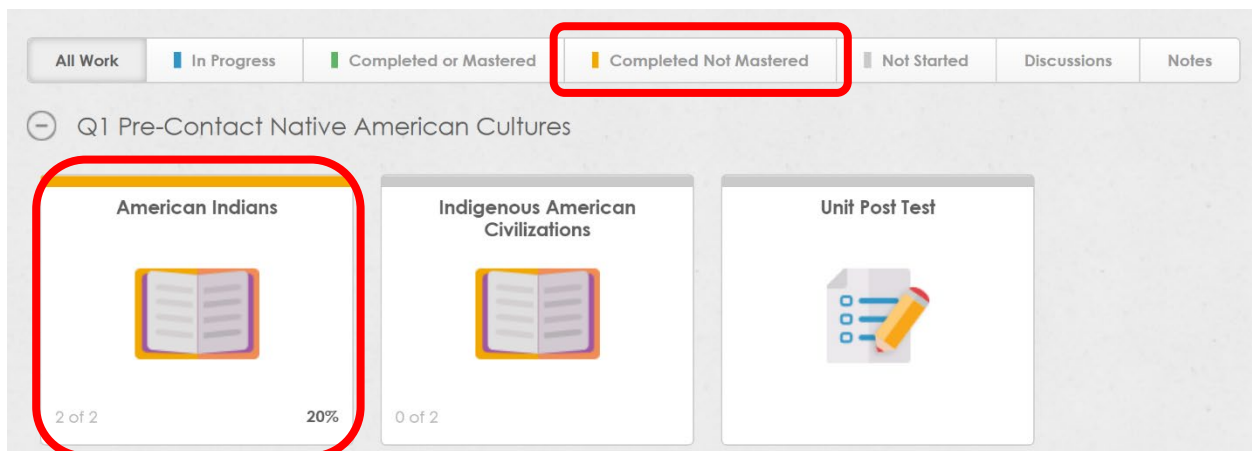 All Work In Progress Completed or Mastered Completed Not Mastered Not Started Discussions Notes
Q1 Pre-Contact Native American Cultures
American Indians
2 of 2 20%
Indigenous American
Civilizations
0 of 2
Unit Post Test